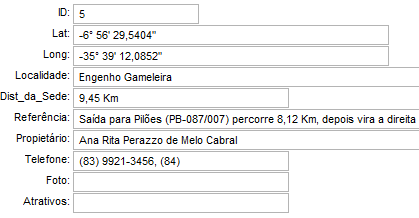 ID: 5
Lat: -6° 56' 29,5404"
Long: -35° 39' 12,0852"
Localidade: Engenho Gameleira
Dist_da_Sede: 9,45 Km
Referência: Saída para Pilões (PB-087/007) percorre 8,12 Km, depois vira a direita
Propietário: Ana Rita Perazzo de Melo Cabral
Telefone: (83) 9921-3456, (84)
Foto:
Atrativos: